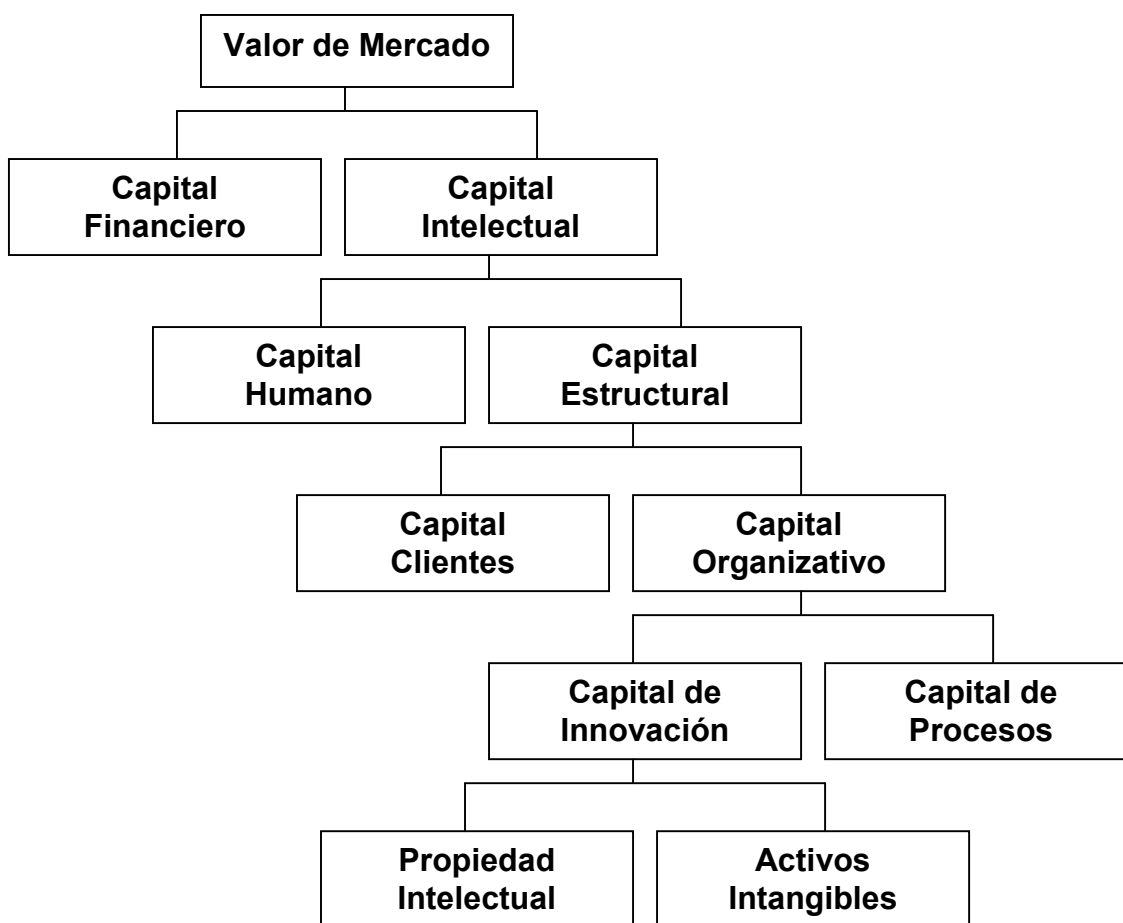 Valor de Mercado
Capital
Financiero
Capital
Intelectual
Capital
Humano
Capital
Estructural
Capital
Clientes
Capital
Organizativo
Capital de
Innovación
Capital de
Procesos
Propiedad
Intelectual
Activos
Intangibles